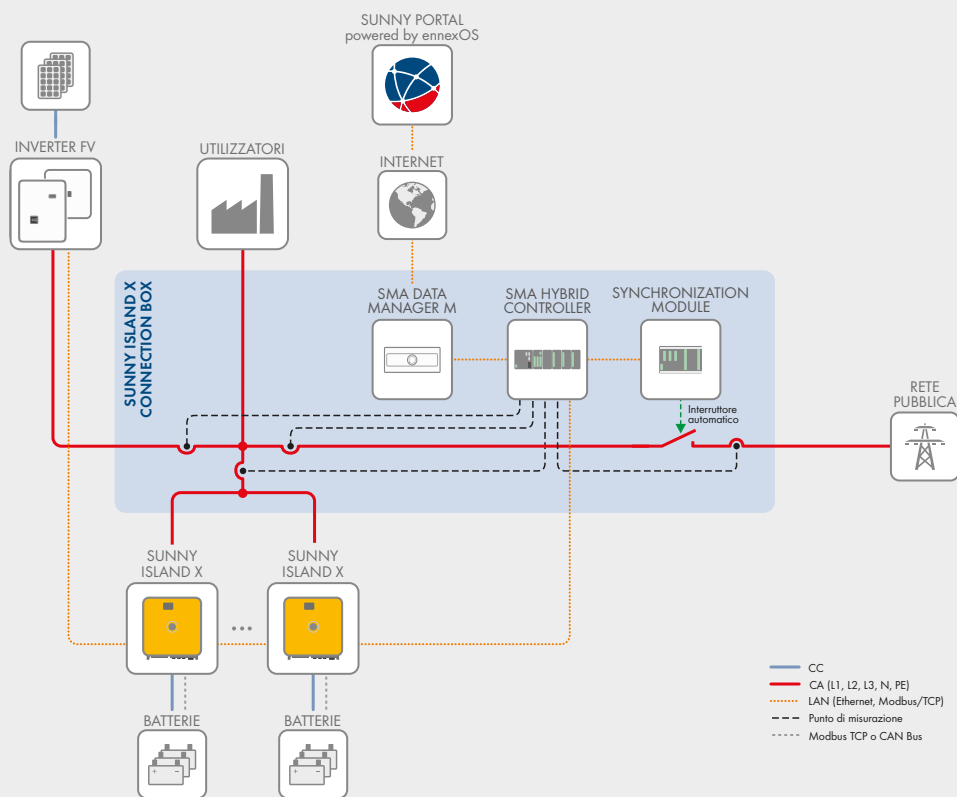 SUNNY PORTAL
powered by ennexOS
INVERTER FV
UTILIZZATORI
INTERNET
SUNNY ISLAND X
CONNECTION BOX
SMA DATA
MANAGER M
SMA HYBRID
CONTROLLER
SYNCHRONIZATION
MODULE
Interruttore
automatico
RETE
PUBBLICA
SUNNY
ISLAND X
SUNNY
ISLAND X
BATTERIE
BATTERIE
CC
CA (L1, L2, L3, N, PE)
LAN (Ethernet, Modbus/TCP)
Punto di misurazione
Modbus TCP o CAN Bus